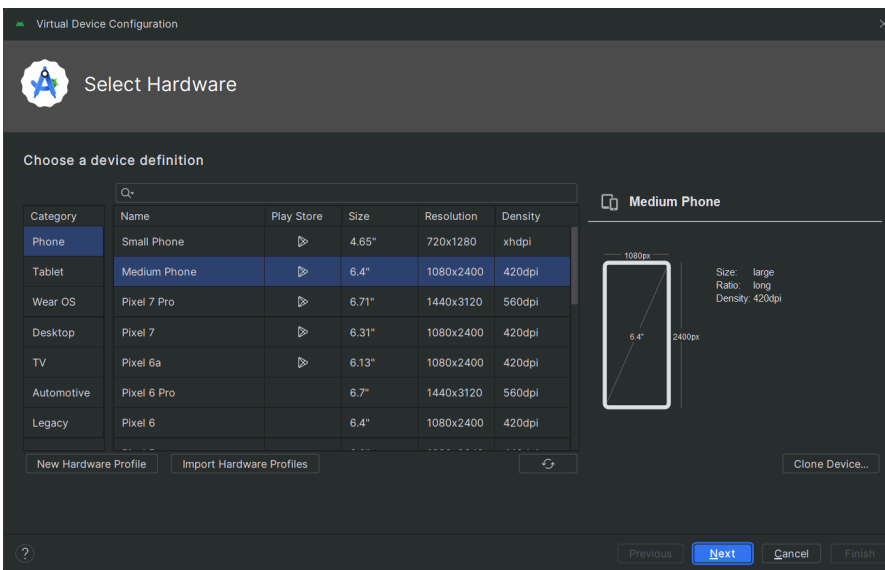 Virtual Device Configuration
Select Hardware
Choose a device definition
Category Name Play Store Size Resolution Density
Phone Small Phone 4.65" 720x1280 xhdpi
Tablet Medium Phone 6.4" 1080x2400 420dpi
Wear OS Pixel 7 Pro 6.71" 1440x3120 560dpi
Desktop Pixel 7 6.31" 1080x2400 420dpi
TV Pixel 6a 6.13" 1080x2400 420dpi
Automotive Pixel 6 Pro 6.7" 1440x3120 560dpi
Legacy Pixel 6 6.4" 1080x2400 420dpi
New Hardware Profile Import Hardware Profiles
Medium Phone
1080px
Size: large
Ratio: long
Density: 420dpi
6.4" 2400px
Clone Device...
? Previous Next Cancel Finish